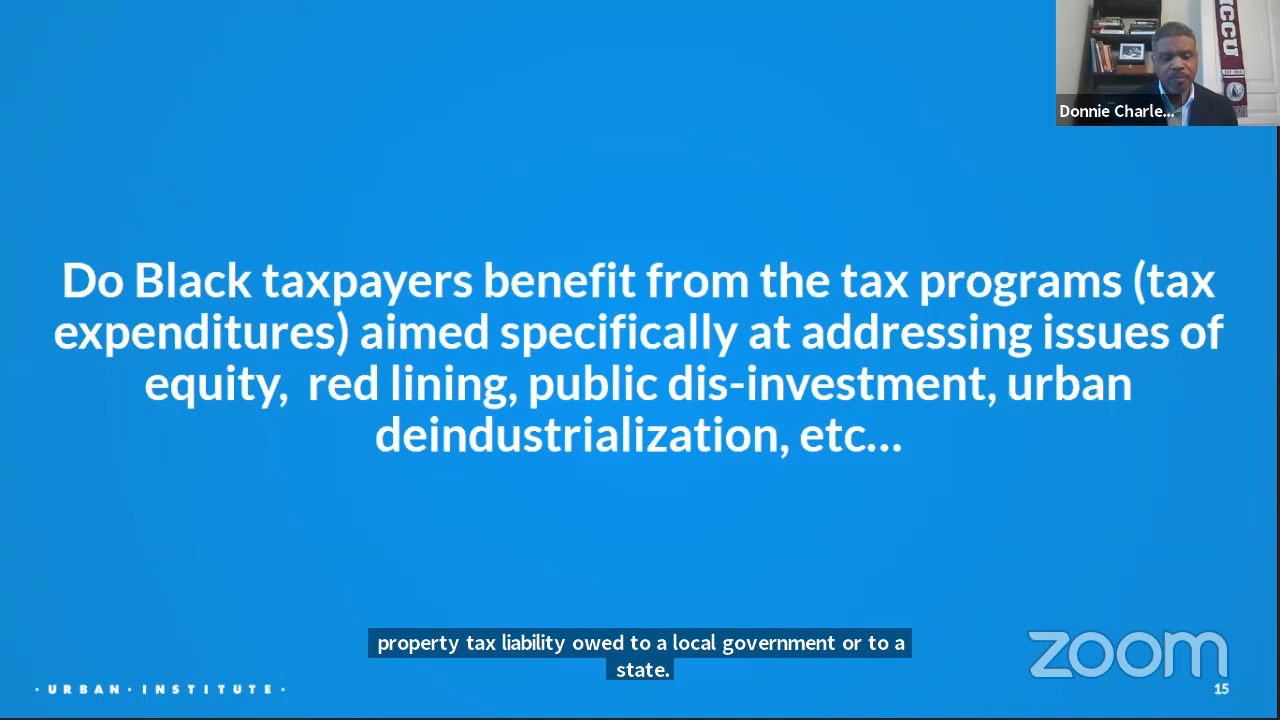 NCCU
Donnie Charle...
Do Black taxpayers benefit from the tax programs (tax
expenditures) aimed specifically at addressing issues of
equity,  red lining, public dis-investment, urban
deindustrialization, etc...
property tax liability owed to a local government or to a
state.
zoom
· URBAN · INSTITUTE ·
15